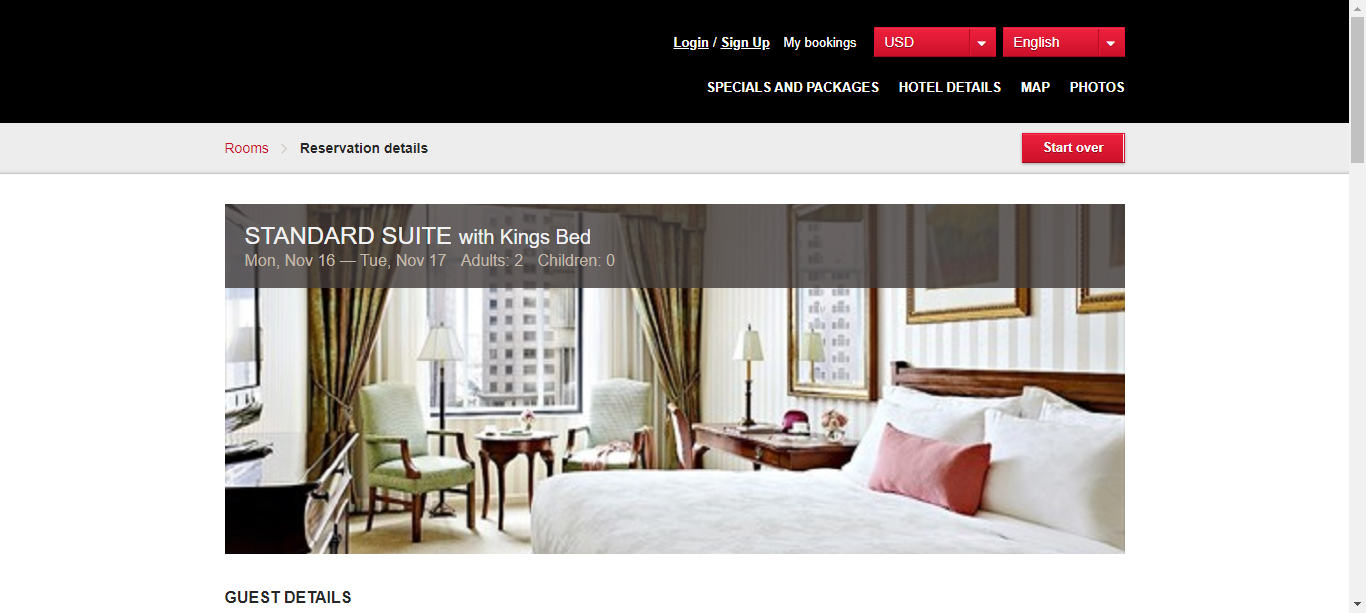 Login / Sign Up My bookings USD English
SPECIALS AND PACKAGES HOTEL DETAILS MAP PHOTOS
Rooms Reservation details Start over
STANDARD SUITE with Kings Bed
Mon, Nov 16 — Tue, Nov 17 Adults: 2 Children: 0
GUEST DETAILS